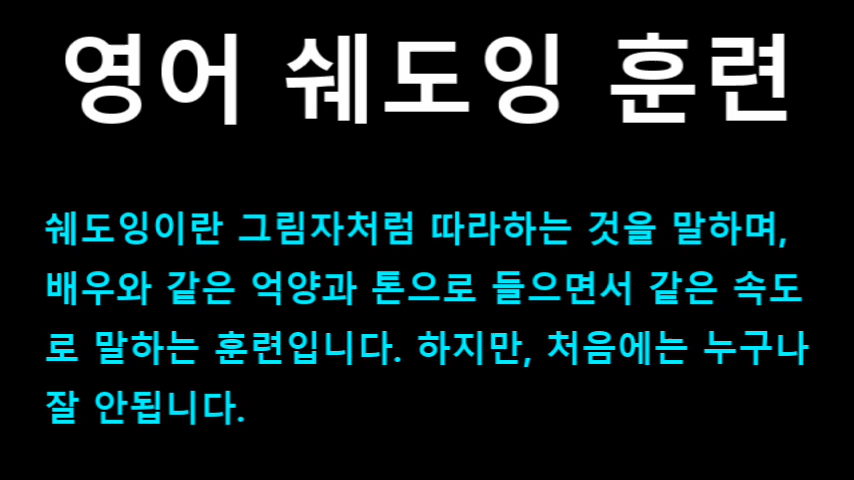 영어 쉐도잉 훈련
쉐도잉이란 그림자처럼 따라하는 것을 말하며,
배우와 같은 억양과 톤으로 들으면서 같은 속도
로 말하는 훈련입니다. 하지만, 처음에는 누구나
잘 안됩니다.